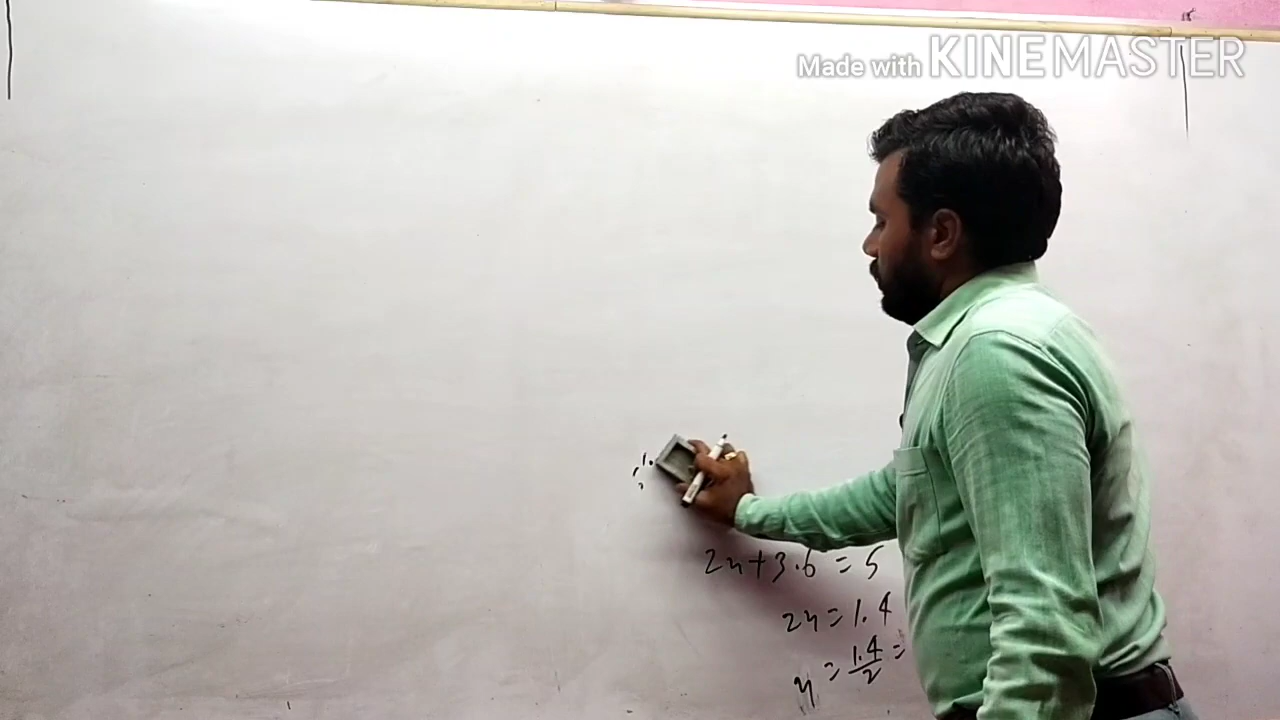 Made with KINEMASTER
2x+3.6 = 5
2x = 1.4
x = 1.4/2 =